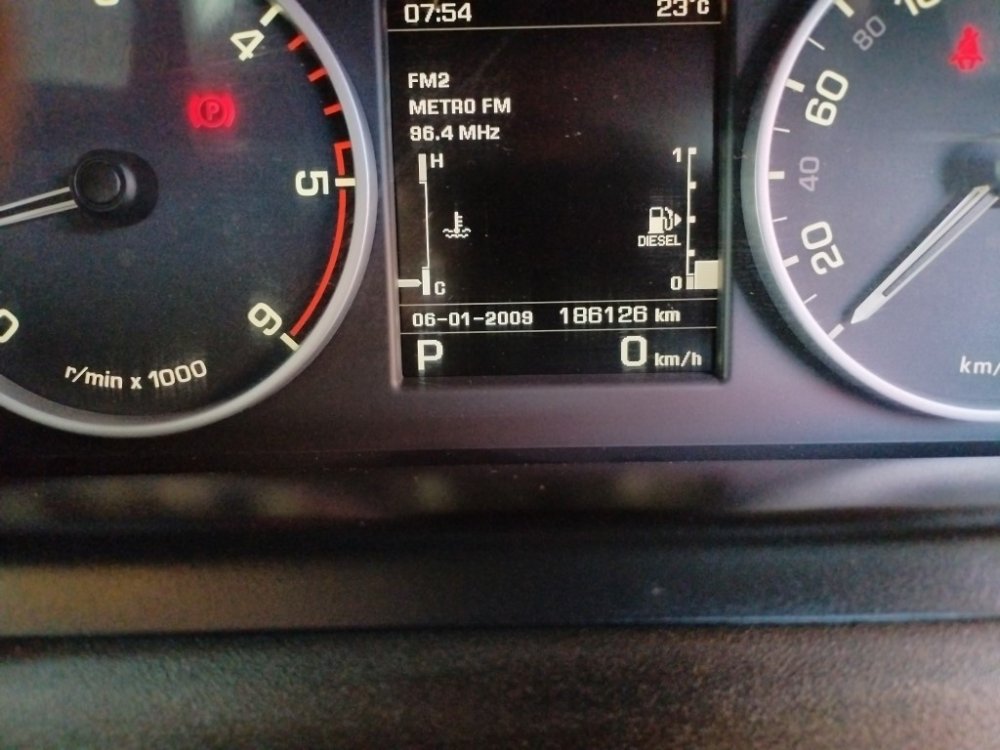 07:54 23°C
FM2
METRO FM
96.4 MHz
H
1
DIESEL
C
0
06-01-2009 186126 km
P 0 km/h
4
P
5
6
0
r/min x 1000
80
60
40
20
km/